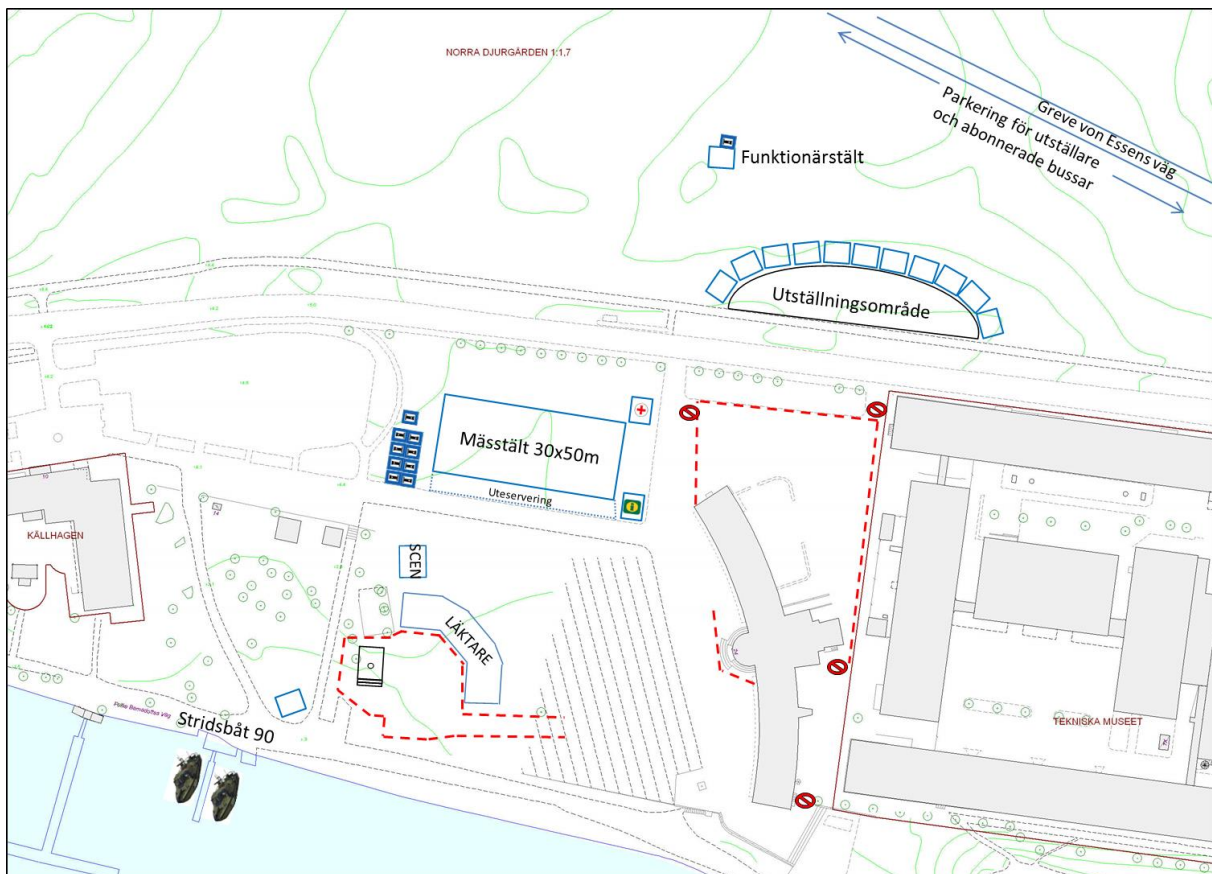 NORRA DJURGÅRDEN 1:1,7
Greve von Essens väg
Parkering för utställare
och abonnerade bussar
Funktionärstält
Utställningsområde
Mässtält 30x50m
Uteservering
KÄLLHAGEN
SCEN
LÄKTARE
Stridsbåt 90
TEKNISKA MUSEET